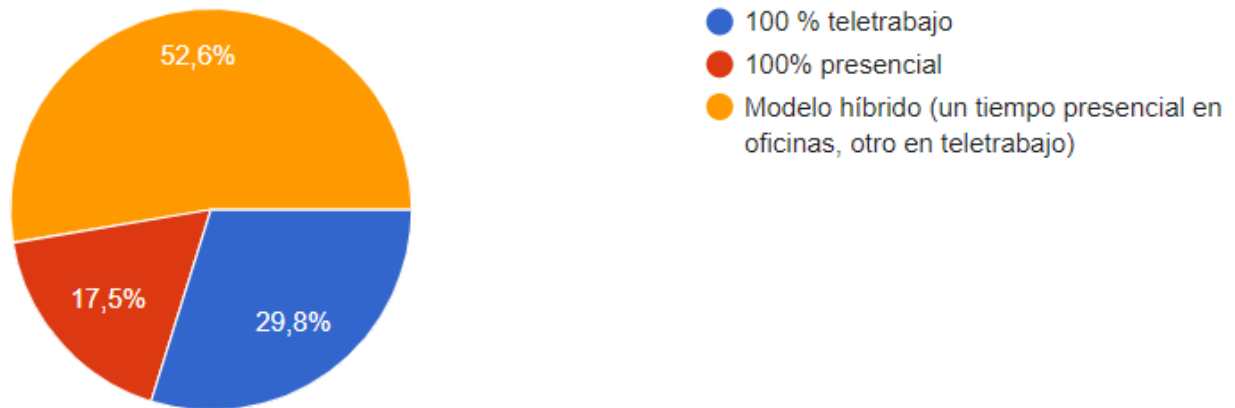 52,6%
17,5%
29,8%
100 % teletrabajo
100% presencial
Modelo híbrido (un tiempo presencial en
oficinas, otro en teletrabajo)